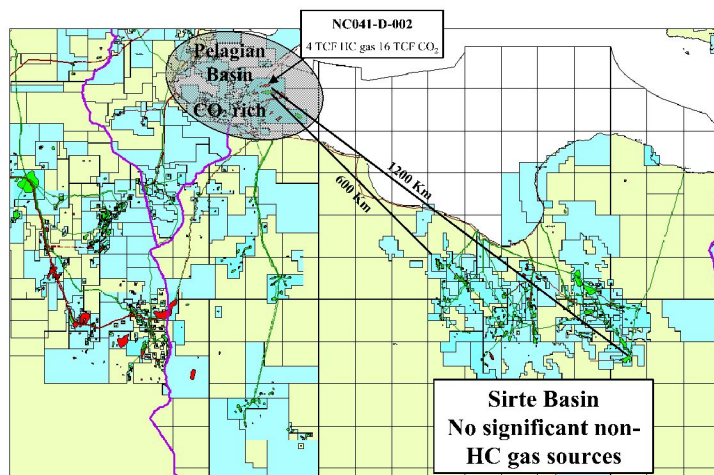 NC041-D-002
4 TCF HC gas 16 TCF CO₂
Pelagian
Basin
CO₂ rich
1200 Km
600 Km
Sirte Basin
No significant non-
HC gas sources